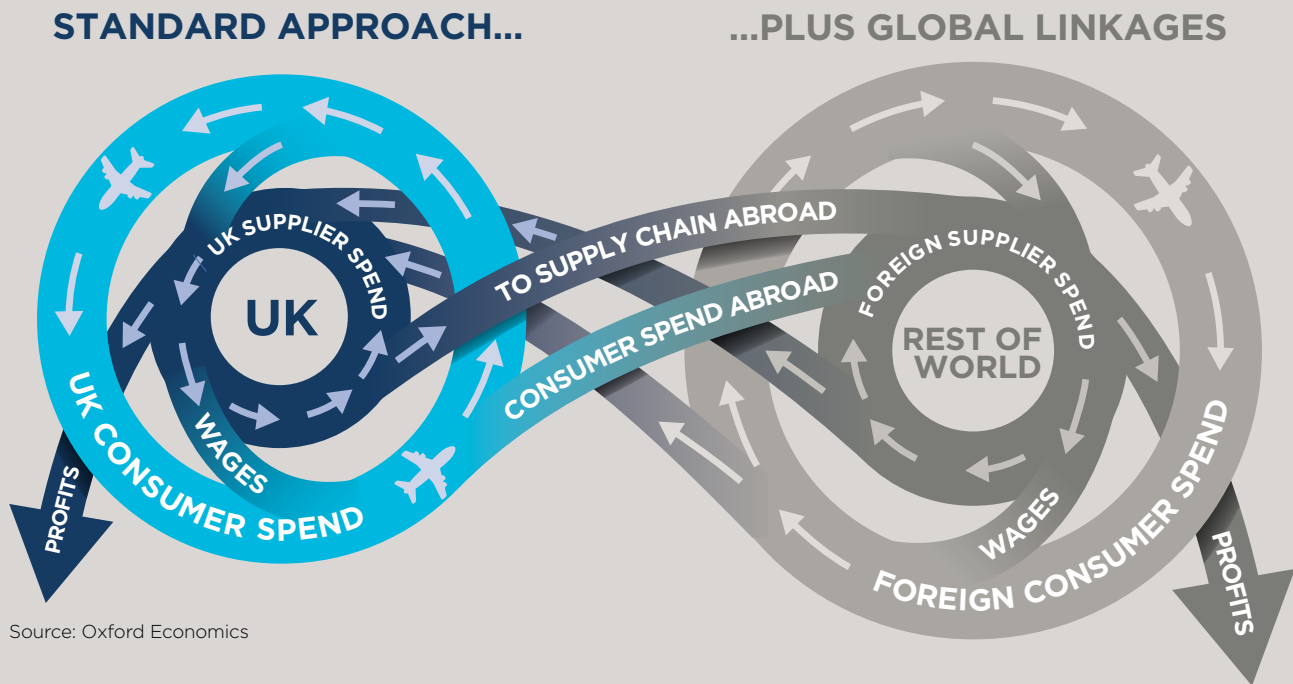 STANDARD APPROACH...
...PLUS GLOBAL LINKAGES
UK SUPPLIER SPEND
UK
WAGES
UK CONSUMER SPEND
PROFITS
TO SUPPLY CHAIN ABROAD
CONSUMER SPEND ABROAD
FOREIGN SUPPLIER SPEND
REST OF
WORLD
WAGES
FOREIGN CONSUMER SPEND
PROFITS
Source: Oxford Economics